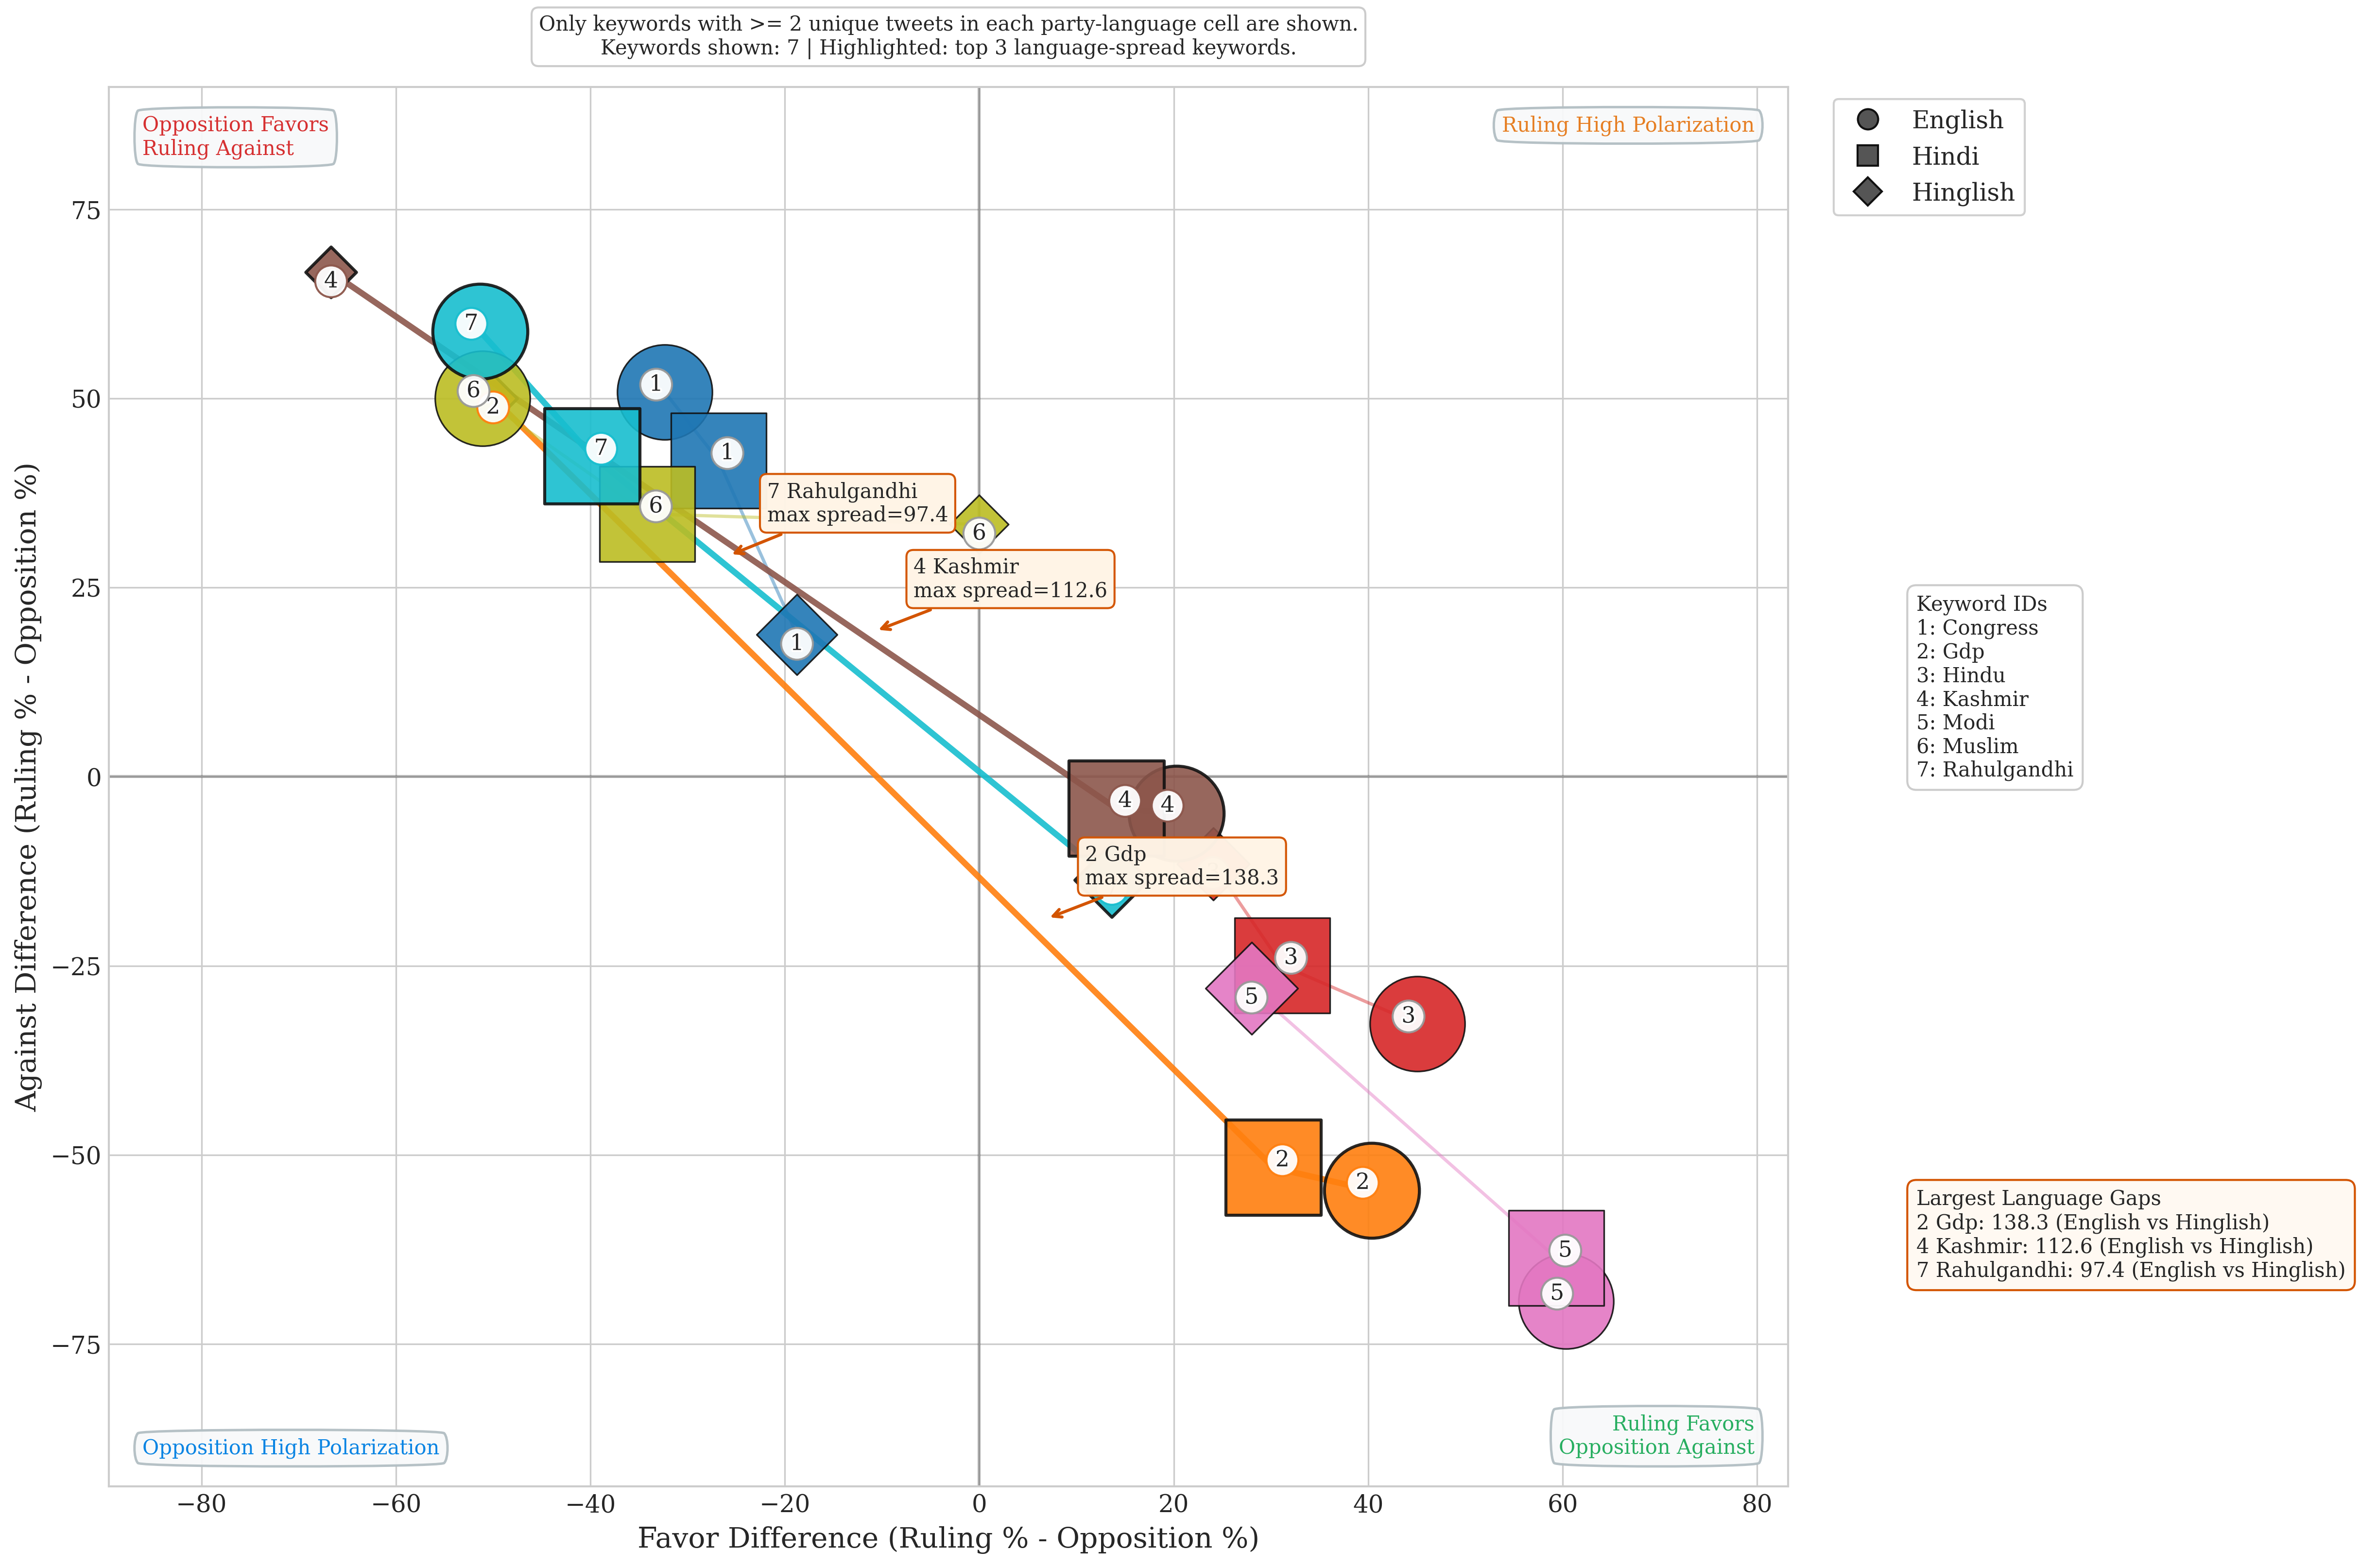 Only keywords with >= 2 unique tweets in each party-language cell are shown.
Keywords shown: 7 | Highlighted: top 3 language-spread keywords.
Opposition Favors
Ruling Against
Ruling High Polarization
English
Hindi
Hinglish
75
50
25
0
−25
−50
−75
Against Difference (Ruling % - Opposition %)
4
7
6
2
1
1
7
6
7 Rahulgandhi
max spread=97.4
6
4 Kashmir
max spread=112.6
1
4
4
2 Gdp
max spread=138.3
3
5
3
2
2
5
5
Keyword IDs
1: Congress
2: Gdp
3: Hindu
4: Kashmir
5: Modi
6: Muslim
7: Rahulgandhi
Largest Language Gaps
2 Gdp: 138.3 (English vs Hinglish)
4 Kashmir: 112.6 (English vs Hinglish)
7 Rahulgandhi: 97.4 (English vs Hinglish)
Opposition High Polarization
Ruling Favors
Opposition Against
−80
−60
−40
−20
0
20
40
60
80
Favor Difference (Ruling % - Opposition %)